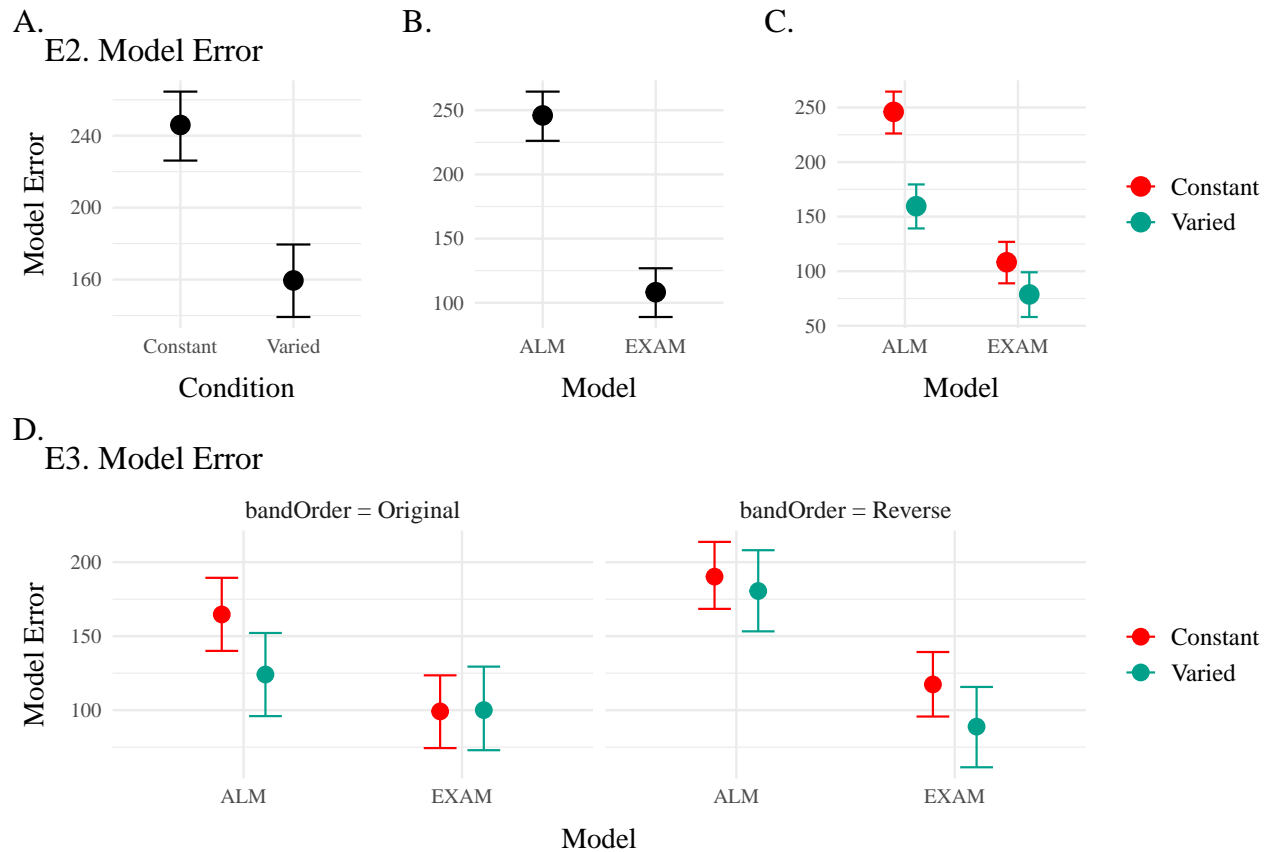 A.
E2. Model Error
Model Error
240
200
160
Constant Varied
Condition
B.
250
200
150
100
ALM EXAM
Model
C.
250
200
150
100
50
ALM EXAM
Model
Constant
Varied
D.
E3. Model Error
Model Error
bandOrder = Original bandOrder = Reverse
200
150
100
ALM EXAM ALM EXAM
Model
Constant
Varied